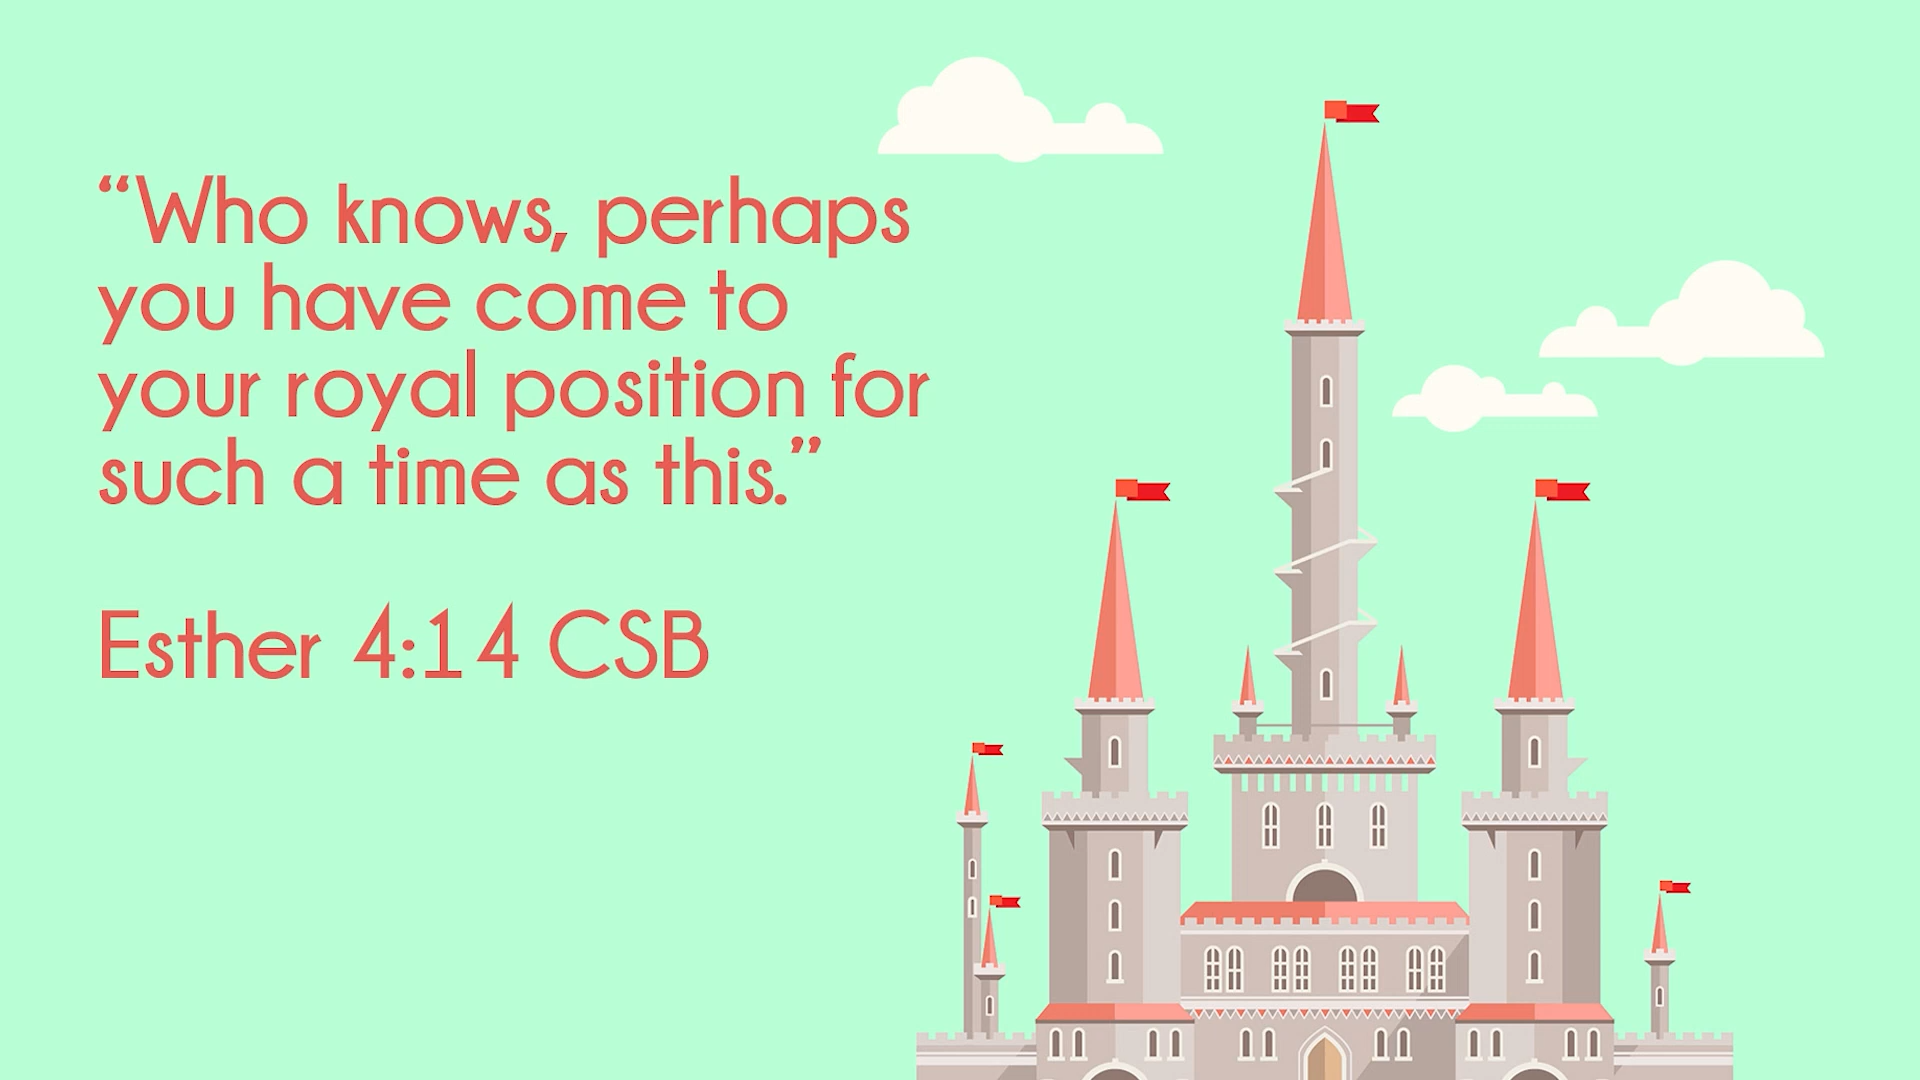 “Who knows, perhaps
you have come to
your royal position for
such a time as this.”
Esther 4:14 CSB